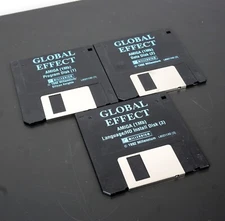 GLOBAL
EFFECT
AMIGA (1Mb)
Program Disk (1)
GLOBAL
EFFECT
AMIGA (1Mb)
Data Disk (2)
GLOBAL
EFFECT
AMIGA (1Mb)
Language/HD Install Disk (3)
MILLENNIUM
© 1992 Millennium